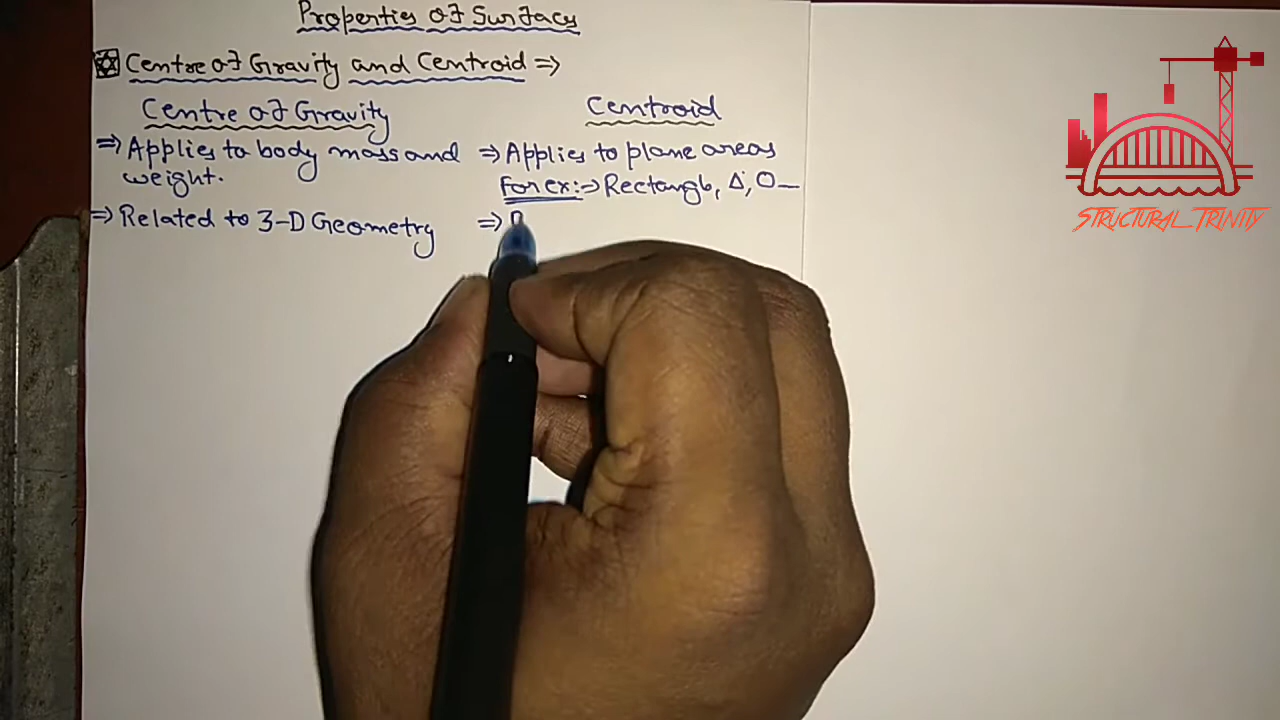 Properties of Surfacs
Centre of Gravity and Centroid ⇒
Centre of Gravity
⇒ Applies to body mass and
weight.
⇒ Related to 3-D Geometry
Centroid
⇒ Applies to plane areas
For ex:⇒ Rectangle, Δ, O—
⇒
STRUCTURAL_TRINITY